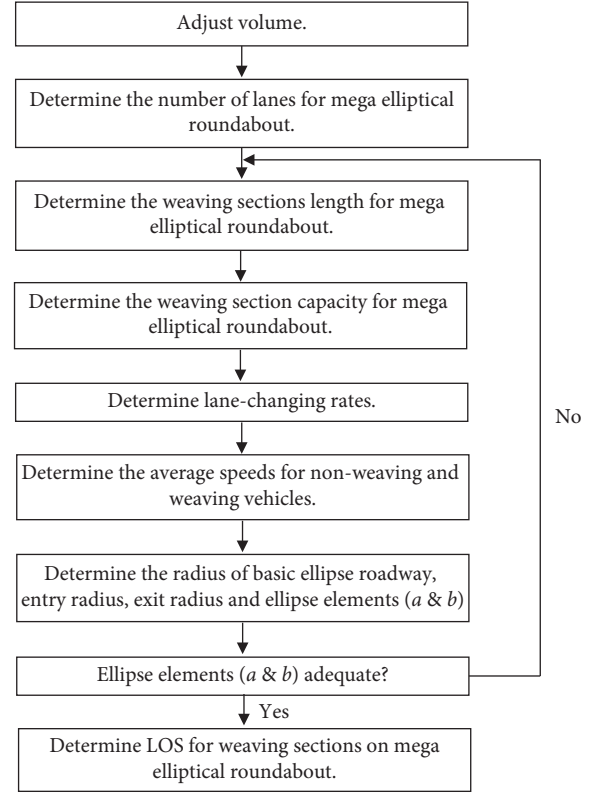 Adjust volume.
Determine the number of lanes for mega elliptical
roundabout.
Determine the weaving sections length for mega
elliptical roundabout.
Determine the weaving section capacity for mega
elliptical roundabout.
Determine lane-changing rates.
No
Determine the average speeds for non-weaving and
weaving vehicles.
Determine the radius of basic ellipse roadway,
entry radius, exit radius and ellipse elements (a & b)
Ellipse elements (a & b) adequate?
Yes
Determine LOS for weaving sections on mega
elliptical roundabout.